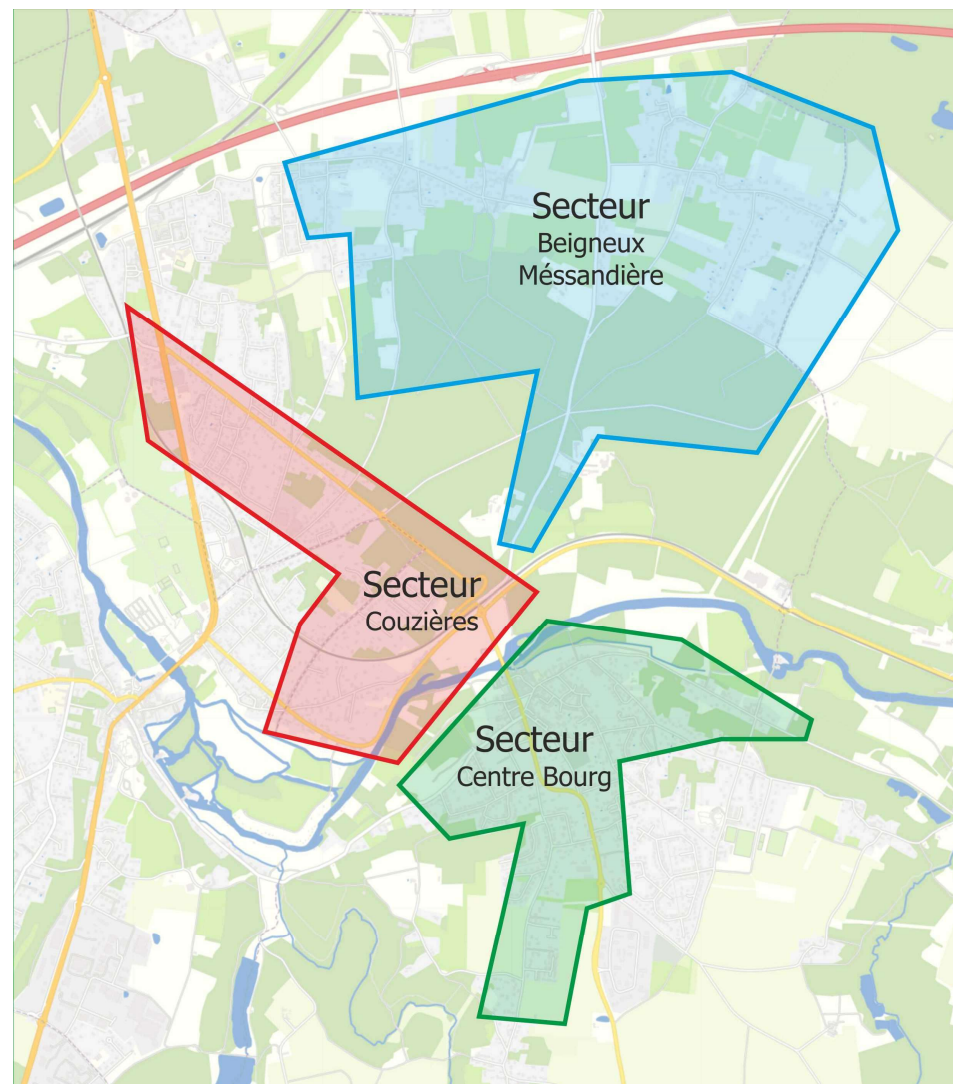 Secteur
Beigneux
Méssandière
Secteur
Couzières
Secteur
Centre Bourg